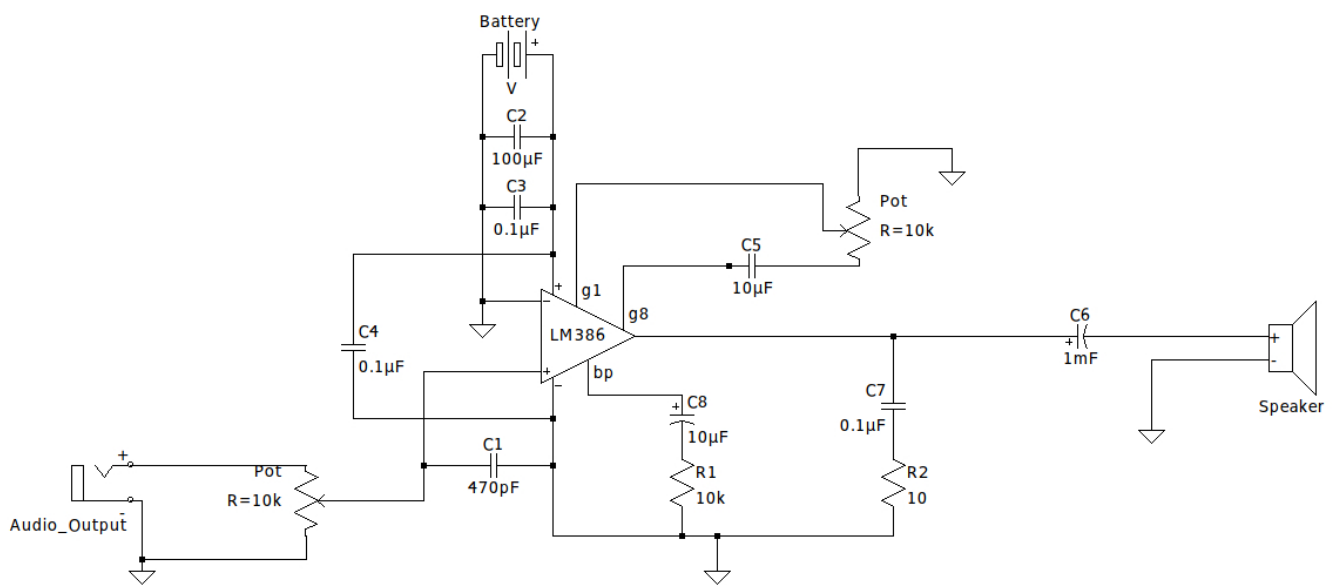 Battery
+
V
C2
100µF
C3
0.1µF
Pot
R=10k
C5
10µF
+
g1
−
g8
LM386
C4
0.1µF
+
bp
−
C6
+
1mF
+
-
Speaker
C7
0.1µF
+
C8
10µF
C1
470pF
R1
10k
R2
10
+
Pot
R=10k
-
Audio_Output